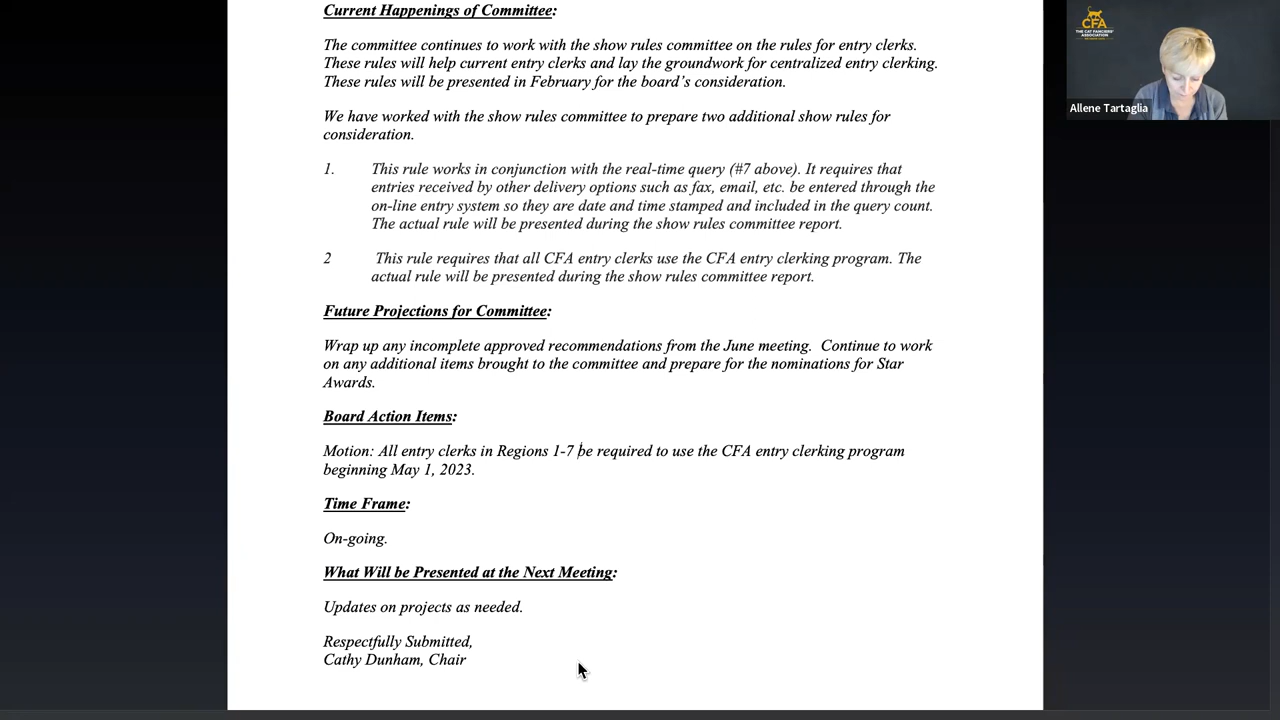 Current Happenings of Committee:
The committee continues to work with the show rules committee on the rules for entry clerks.
These rules will help current entry clerks and lay the groundwork for centralized entry clerking.
These rules will be presented in February for the board's consideration.
We have worked with the show rules committee to prepare two additional show rules for
consideration.
1. This rule works in conjunction with the real-time query (#7 above). It requires that
entries received by other delivery options such as fax, email, etc. be entered through the
on-line entry system so they are date and time stamped and included in the query count.
The actual rule will be presented during the show rules committee report.
2 This rule requires that all CFA entry clerks use the CFA entry clerking program. The
actual rule will be presented during the show rules committee report.
Future Projections for Committee:
Wrap up any incomplete approved recommendations from the June meeting. Continue to work
on any additional items brought to the committee and prepare for the nominations for Star
Awards.
Board Action Items:
Motion: All entry clerks in Regions 1-7 be required to use the CFA entry clerking program
beginning May 1, 2023.
Time Frame:
On-going.
What Will be Presented at the Next Meeting:
Updates on projects as needed.
Respectfully Submitted,
Cathy Dunham, Chair
CFA
THE CAT FANCIERS'
ASSOCIATION
Allene Tartaglia